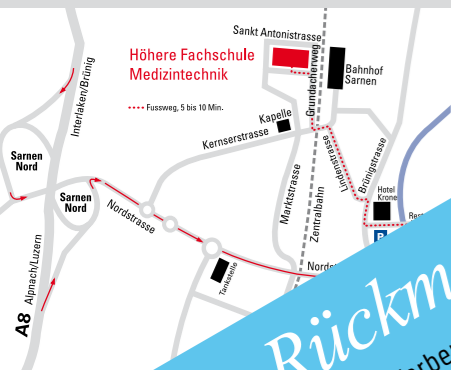 Sankt Antonistrasse
Höhere Fachschule
Medizintechnik
Grundacherweg
Bahnhof
Sarnen
Fussweg, 5 bis 10 Min.
Interlaken/Brünig
Kapelle
Kernserstrasse
Sarnen
Nord
Sarnen
Nord
Nordstrasse
Marktstrasse
Zentralbahn
Lindenstrasse
Brünigstrasse
Hotel
Krone
P
Tankstelle
A8 Alpnach/Luzern
Rückm